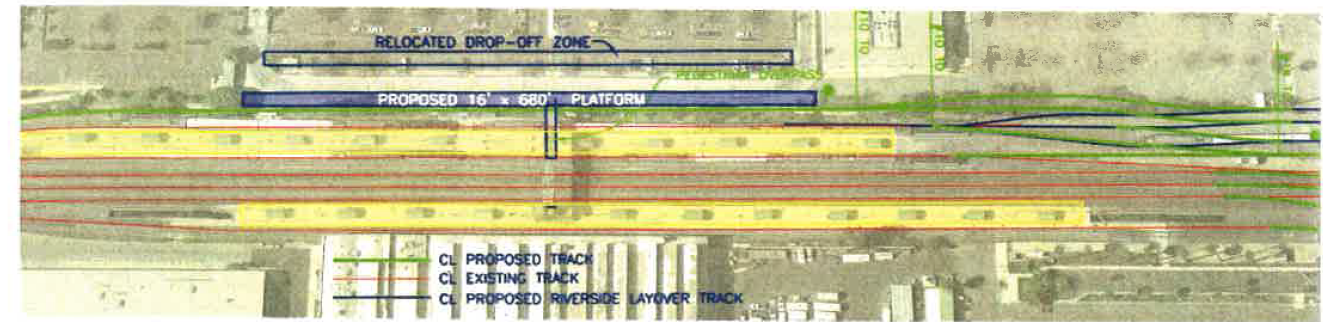 RELOCATED DROP-OFF ZONE
PEDESTRIAN OVERPASS
PROPOSED 16' x 680' PLATFORM
CL PROPOSED TRACK
CL EXISTING TRACK
CL PROPOSED RIVERSIDE LAYOVER TRACK